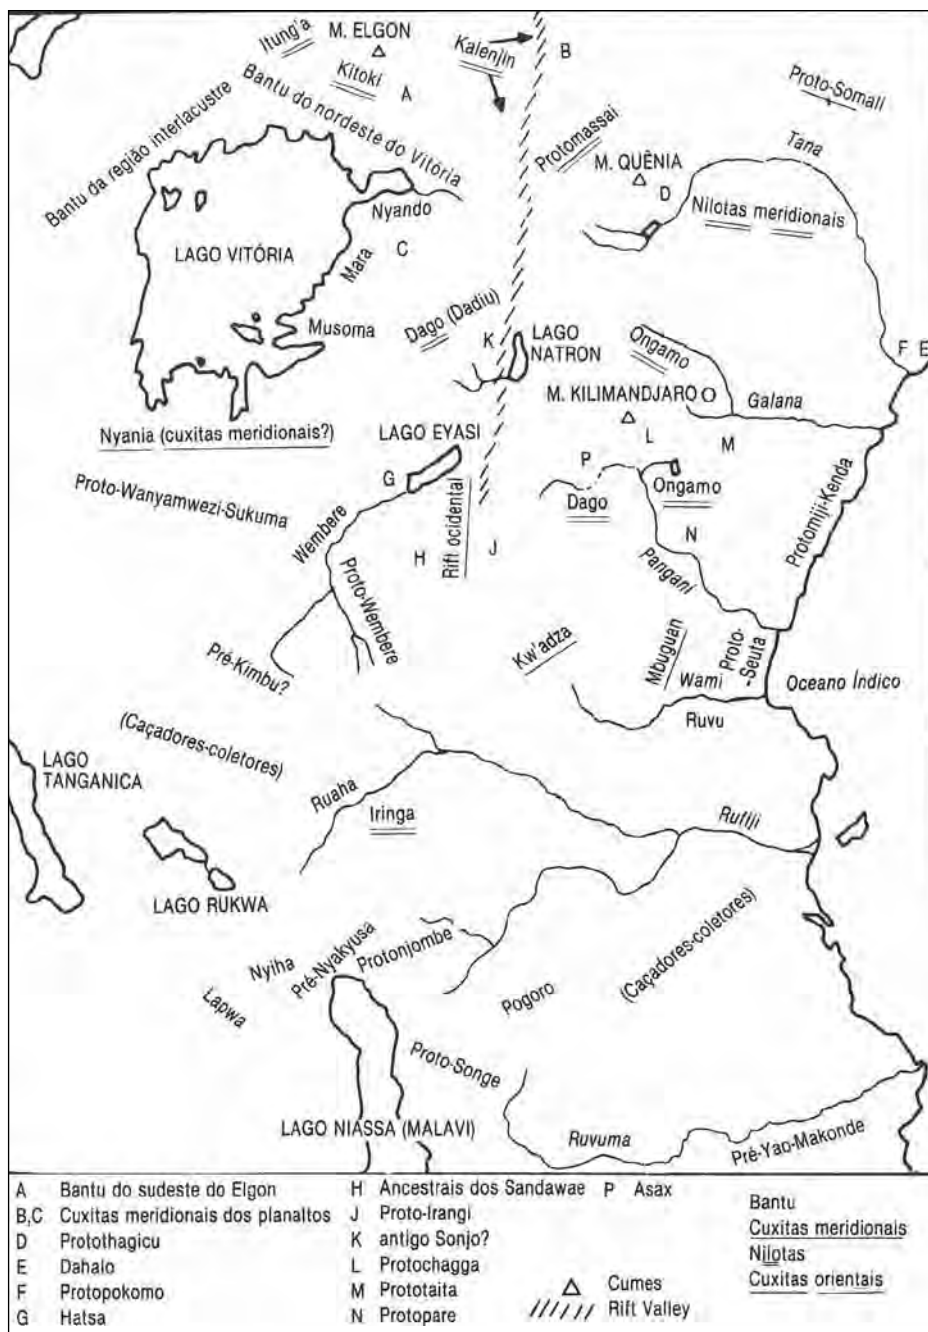 M. ELGON
Itung'a
Kitoki
A
Kalenjin
B
Proto-Somali
Bantu da região interlacustre
Bantu do nordeste do Vitória
Protomassai
M. QUÊNIA
D
Tana
Nilotas meridionais
Nyando
LAGO VITÓRIA
Mara
C
Musoma
Dago (Dadiu)
K
LAGO
NATRON
Ongamo
F E
M. KILIMANDJARO O
Galana
Nyania (cuxitas meridionais?)
LAGO EYASI
L
M
G
P
Dago
Ongamo
Proto-Wanyamwezi-Sukuma
Wembere
H
Rift ocidental
J
N
Pangani
Protomiji-Kenda
Proto-Wembere
Pré-Kimbu?
Kw'adza
Mbuguan
Proto-
-Seuta
Wami
Oceano Índico
Ruvu
(Caçadores-coletores)
LAGO
TANGANICA
Ruaha
Iringa
Rufiji
LAGO RUKWA
Nyiha
Pré-Nyakyusa
Protonjombe
(Caçadores-coletores)
Lapwa
Pogoro
Proto-Songe
LAGO NIASSA (MALAVI)
Ruvuma
Pré-Yao-Makonde
A Bantu do sudeste do Elgon
B,C Cuxitas meridionais dos planaltos
D Protothagicu
E Dahalo
F Protopokomo
G Hatsa
H Ancestrais dos Sandawae
J Proto-Irangi
K antigo Sonjo?
L Protochagga
M Prototaita
N Protopare
P Asax
Cumes
Rift Valley
Bantu
Cuxitas meridionais
Nilotas
Cuxitas orientais